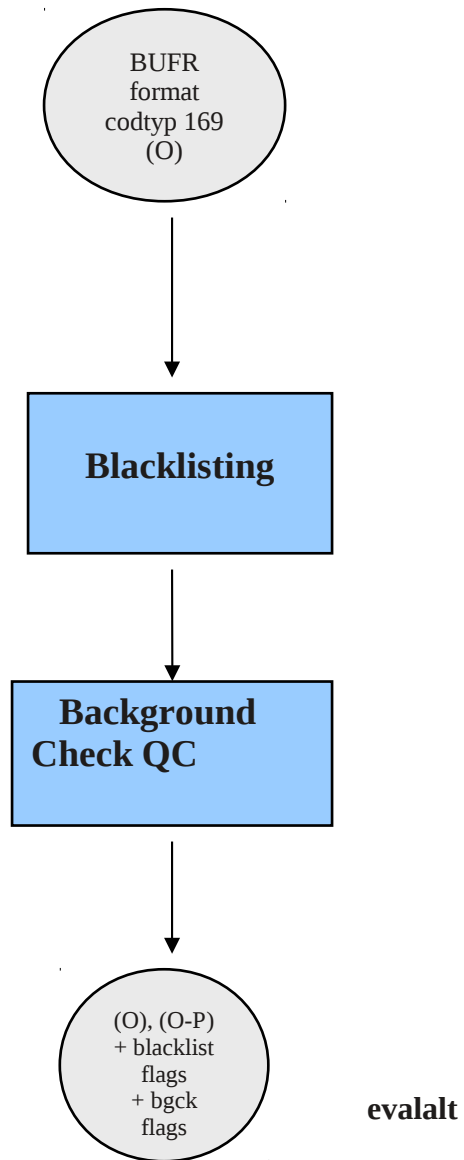 BUFR
format
codtyp 169
(O)
Blacklisting
Background
Check QC
(O), (O-P)
+ blacklist
flags
+ bgck
flags
evalalt